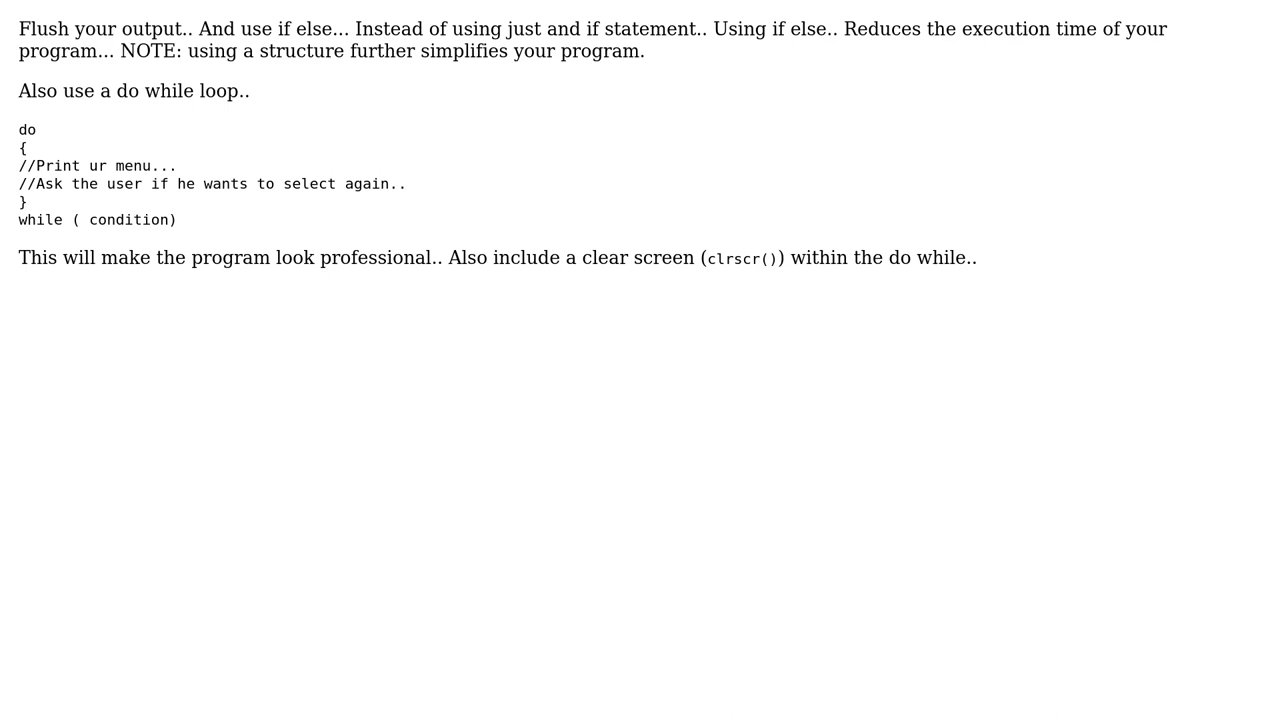 Flush your output.. And use if else... Instead of using just and if statement.. Using if else.. Reduces the execution time of your
program... NOTE: using a structure further simplifies your program.
Also use a do while loop..
do
{
//Print ur menu...
//Ask the user if he wants to select again..
}
while ( condition)
This will make the program look professional.. Also include a clear screen (clrscr()) within the do while..